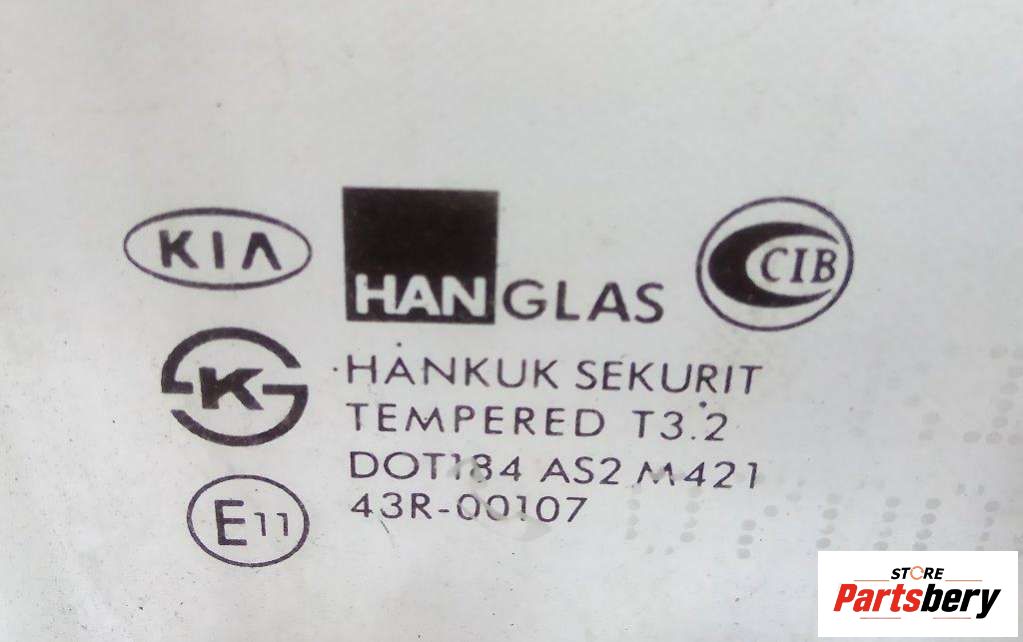 KIA
HANGLAS
CIB
K
HANKUK SEKURIT
TEMPERED T3.2
DOT184 AS2 M421
E11
43R-00107
STORE
Partsbery